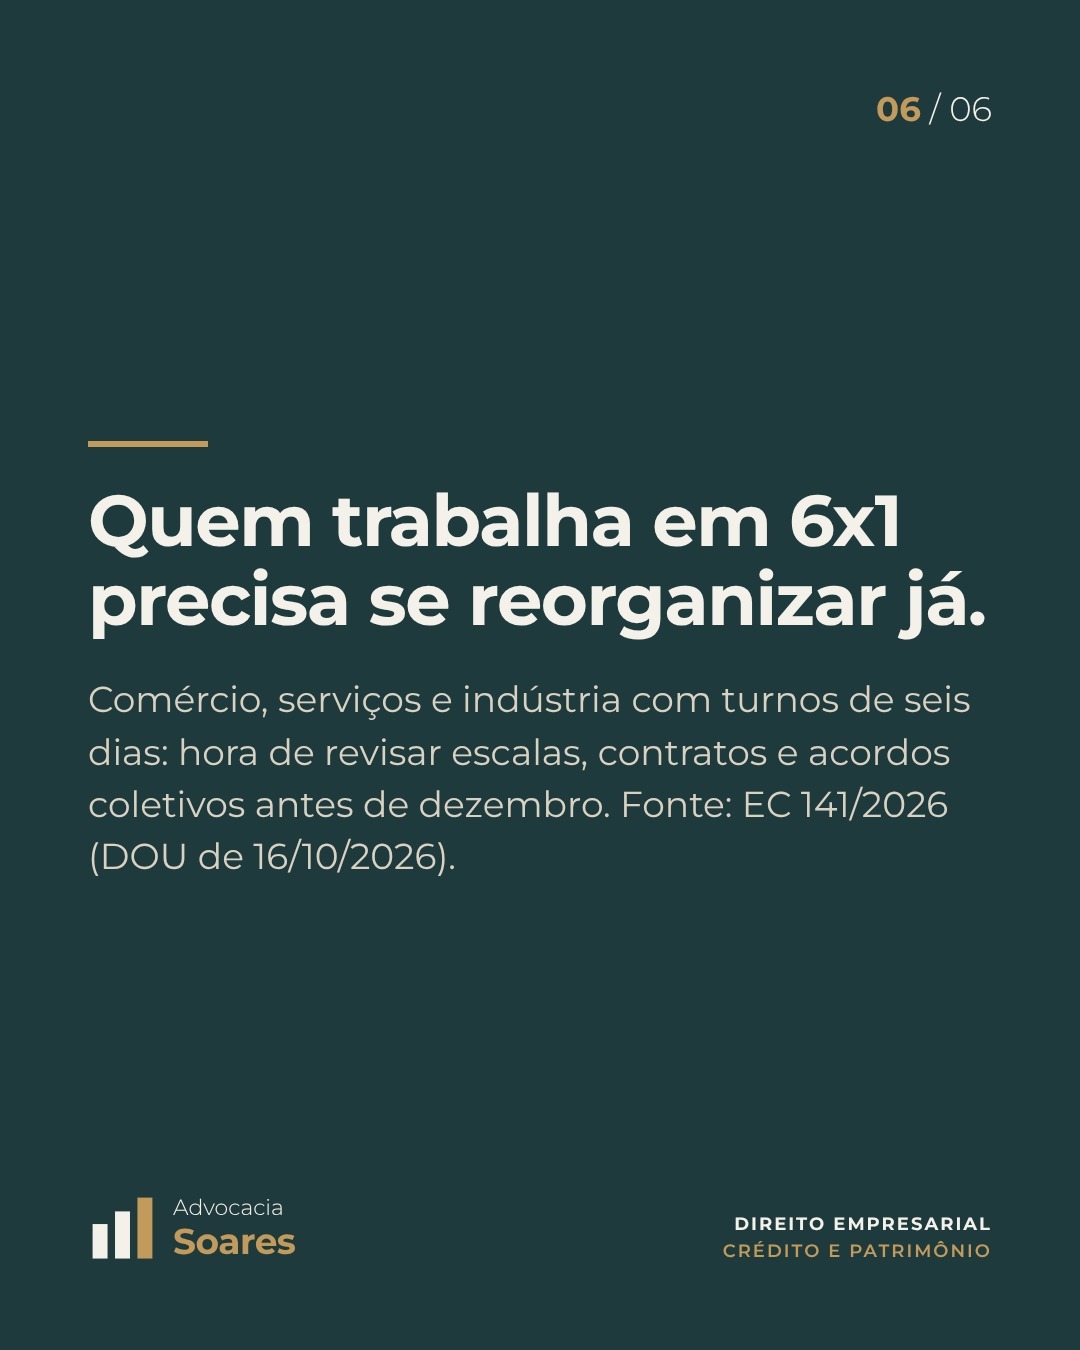 06 / 06
Quem trabalha em 6x1
precisa se reorganizar já.
Comércio, serviços e indústria com turnos de seis
dias: hora de revisar escalas, contratos e acordos
coletivos antes de dezembro. Fonte: EC 141/2026
(DOU de 16/10/2026).
Advocacia
Soares
DIREITO EMPRESARIAL
CRÉDITO E PATRIMÔNIO